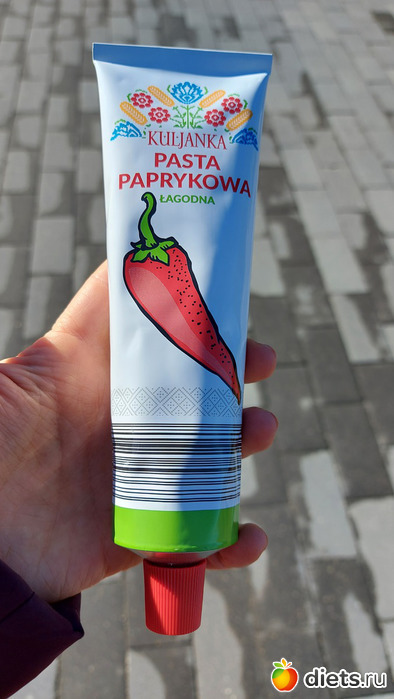 KULJANKA
PASTA
PAPRYKOWA
ŁAGODNA
diets.ru